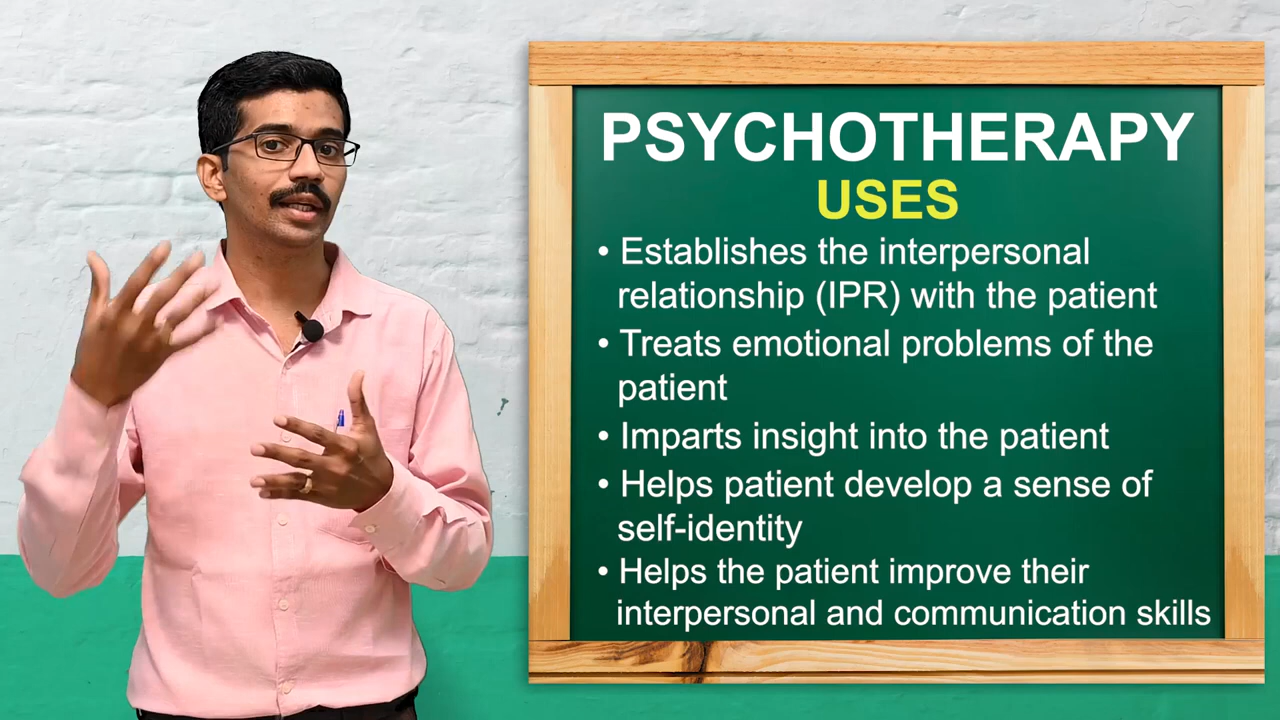 PSYCHOTHERAPY
USES
• Establishes the interpersonal
relationship (IPR) with the patient
• Treats emotional problems of the
patient
• Imparts insight into the patient
• Helps patient develop a sense of
self-identity
• Helps the patient improve their
interpersonal and communication skills